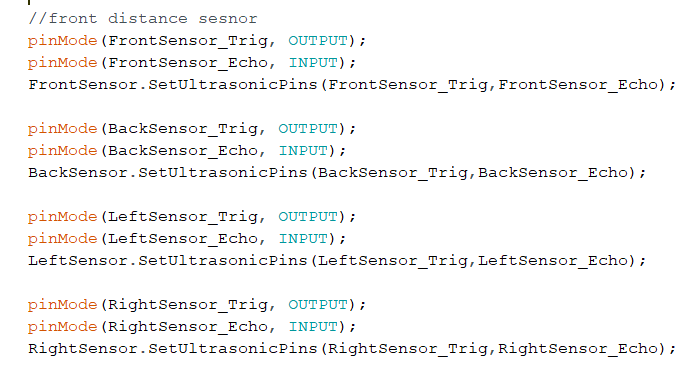 //front distance sesnor
pinMode(FrontSensor_Trig, OUTPUT);
pinMode(FrontSensor_Echo, INPUT);
FrontSensor.SetUltrasonicPins(FrontSensor_Trig,FrontSensor_Echo);
pinMode(BackSensor_Trig, OUTPUT);
pinMode(BackSensor_Echo, INPUT);
BackSensor.SetUltrasonicPins(BackSensor_Trig,BackSensor_Echo);
pinMode(LeftSensor_Trig, OUTPUT);
pinMode(LeftSensor_Echo, INPUT);
LeftSensor.SetUltrasonicPins(LeftSensor_Trig,LeftSensor_Echo);
pinMode(RightSensor_Trig, OUTPUT);
pinMode(RightSensor_Echo, INPUT);
RightSensor.SetUltrasonicPins(RightSensor_Trig,RightSensor_Echo);